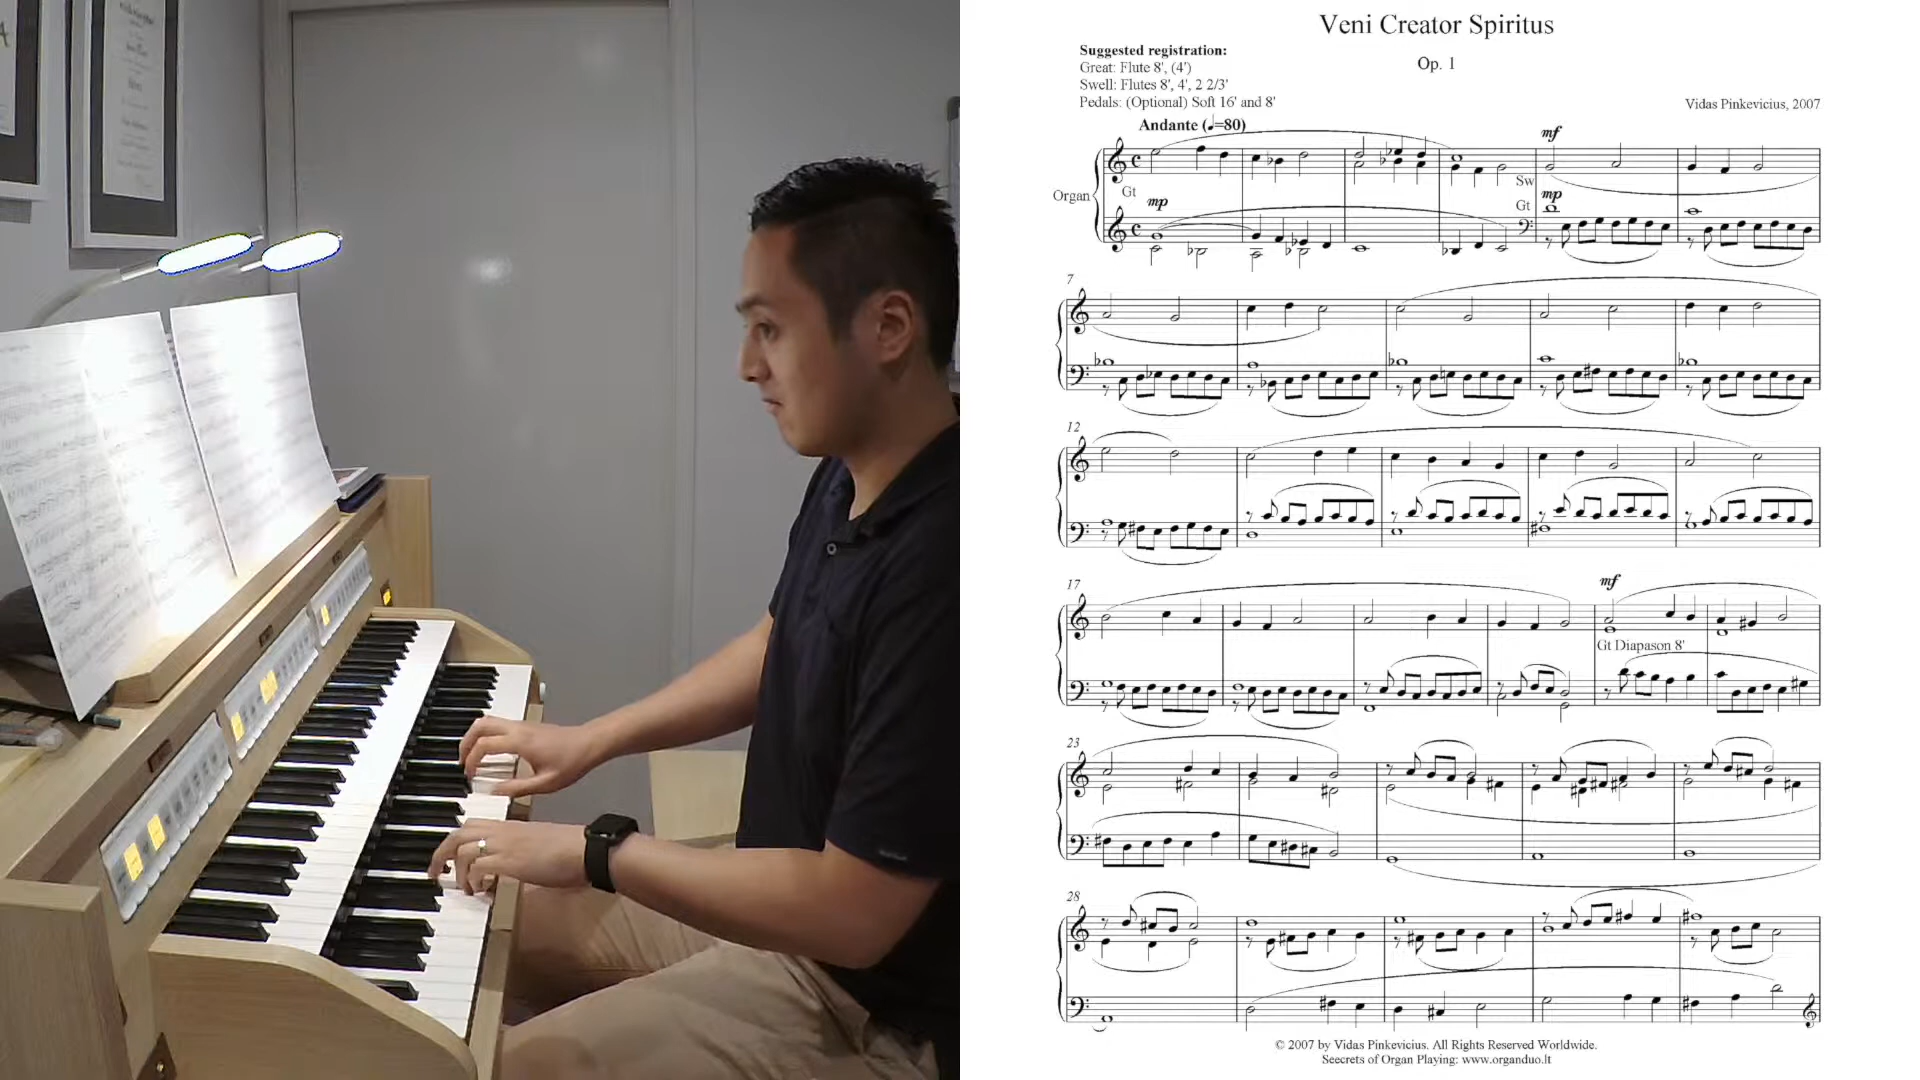 Veni Creator Spiritus
Suggested registration:
Op. 1
Great: Flute 8', (4')
Swell: Flutes 8', 4', 2 2/3'
Pedals: (Optional) Soft 16' and 8'
Vidas Pinkevicius, 2007
Andante (♩=80)
mf
Organ
Gt
mp
Sw
mp
Gt
7
12
17
mf
Gt Diapason 8'
23
28
© 2007 by Vidas Pinkevicius. All Rights Reserved Worldwide.
Seecrets of Organ Playing: www.organduo.lt